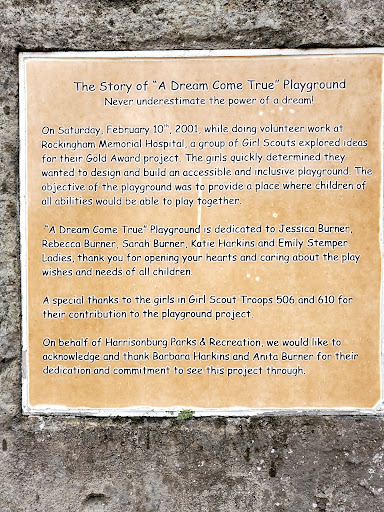 The Story of "A Dream Come True" Playground
Never underestimate the power of a dream!
On Saturday, February 10th, 2001, while doing volunteer work at
Rockingham Memorial Hospital, a group of Girl Scouts explored ideas
for their Gold Award project. The girls quickly determined they
wanted to design and build an accessible and inclusive playground. The
objective of the playground was to provide a place where children of
all abilities would be able to play together.
"A Dream Come True" Playground is dedicated to Jessica Burner,
Rebecca Burner, Sarah Burner, Katie Harkins and Emily Stemper.
Ladies, thank you for opening your hearts and caring about the play
wishes and needs of all children.
A special thanks to the girls in Girl Scout Troops 506 and 610 for
their contribution to the playground project.
On behalf of Harrisonburg Parks & Recreation, we would like to
acknowledge and thank Barbara Harkins and Anita Burner for their
dedication and commitment to see this project through.